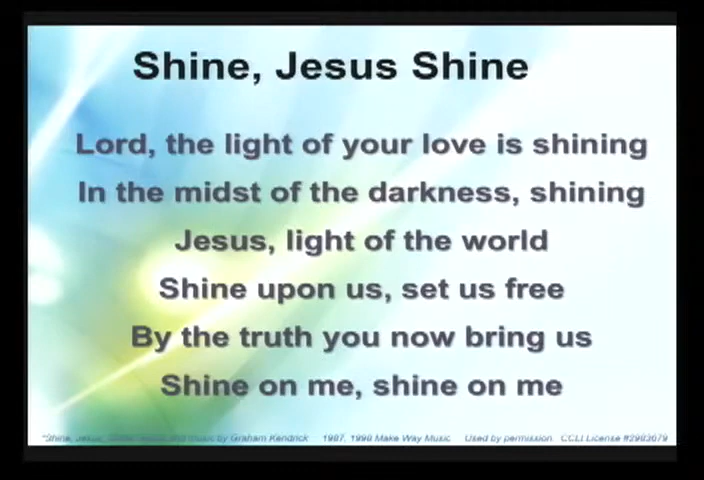 Shine, Jesus Shine
Lord, the light of your love is shining
In the midst of the darkness, shining
Jesus, light of the world
Shine upon us, set us free
By the truth you now bring us
Shine on me, shine on me
"Shine, music by Graham Kendrick 1987, Make Way Music Used by permission. CCLI License